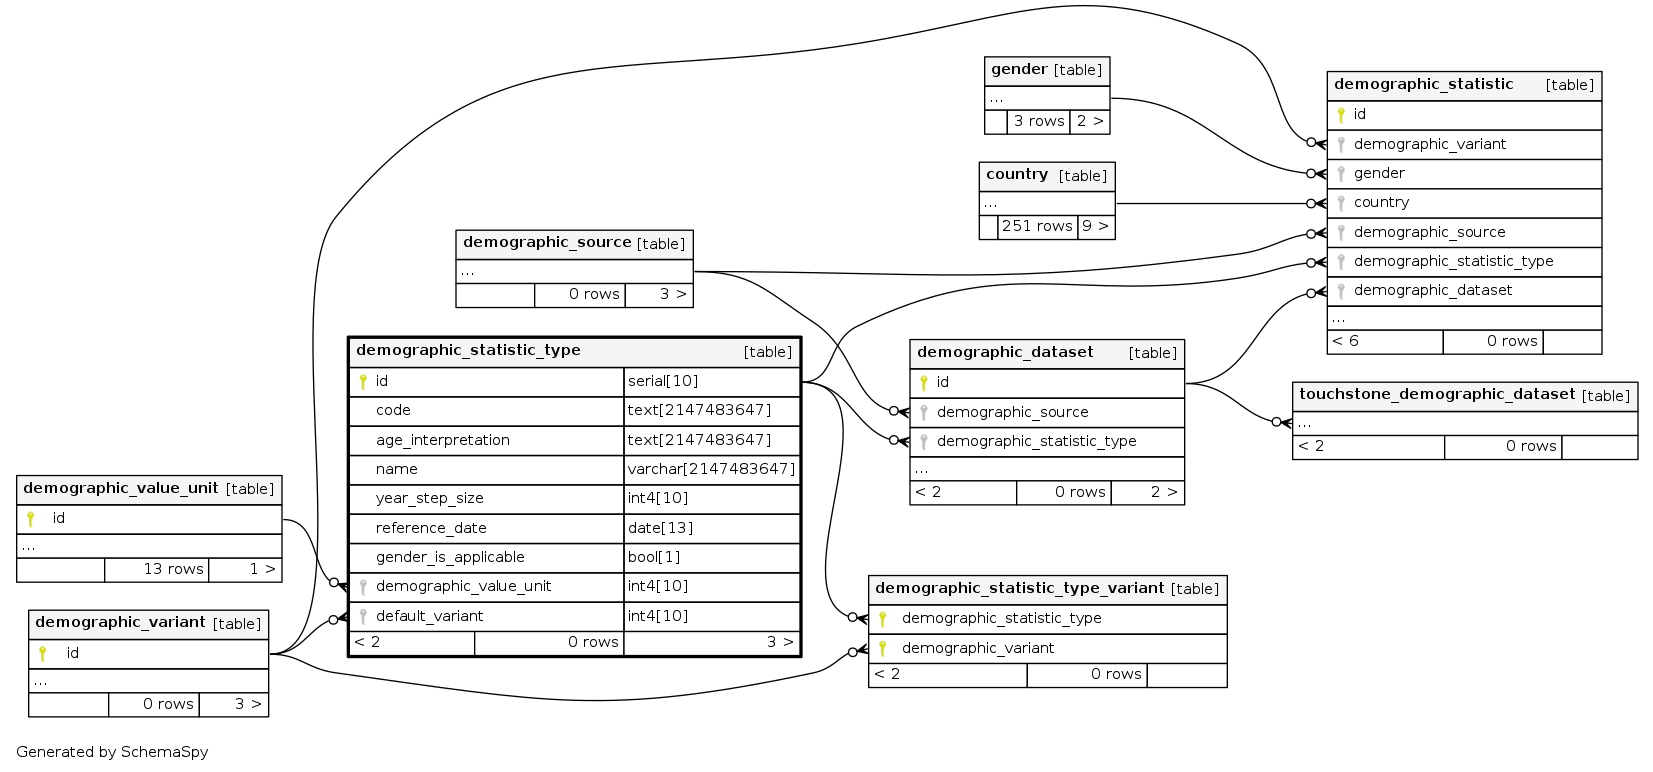 gender [table]
...
3 rows 2 >
demographic_statistic [table]
id
demographic_variant
gender
country
demographic_source
demographic_statistic_type
demographic_dataset
...
< 6 0 rows
country [table]
...
251 rows 9 >
demographic_source [table]
...
0 rows 3 >
demographic_statistic_type [table]
id serial[10]
code text[2147483647]
age_interpretation text[2147483647]
name varchar[2147483647]
year_step_size int4[10]
reference_date date[13]
gender_is_applicable bool[1]
demographic_value_unit int4[10]
default_variant int4[10]
< 2 0 rows 3 >
demographic_dataset [table]
id
demographic_source
demographic_statistic_type
...
< 2 0 rows 2 >
touchstone_demographic_dataset [table]
...
< 2 0 rows
demographic_value_unit [table]
id
...
13 rows 1 >
demographic_variant [table]
id
...
0 rows 3 >
demographic_statistic_type_variant [table]
demographic_statistic_type
demographic_variant
< 2 0 rows
Generated by SchemaSpy